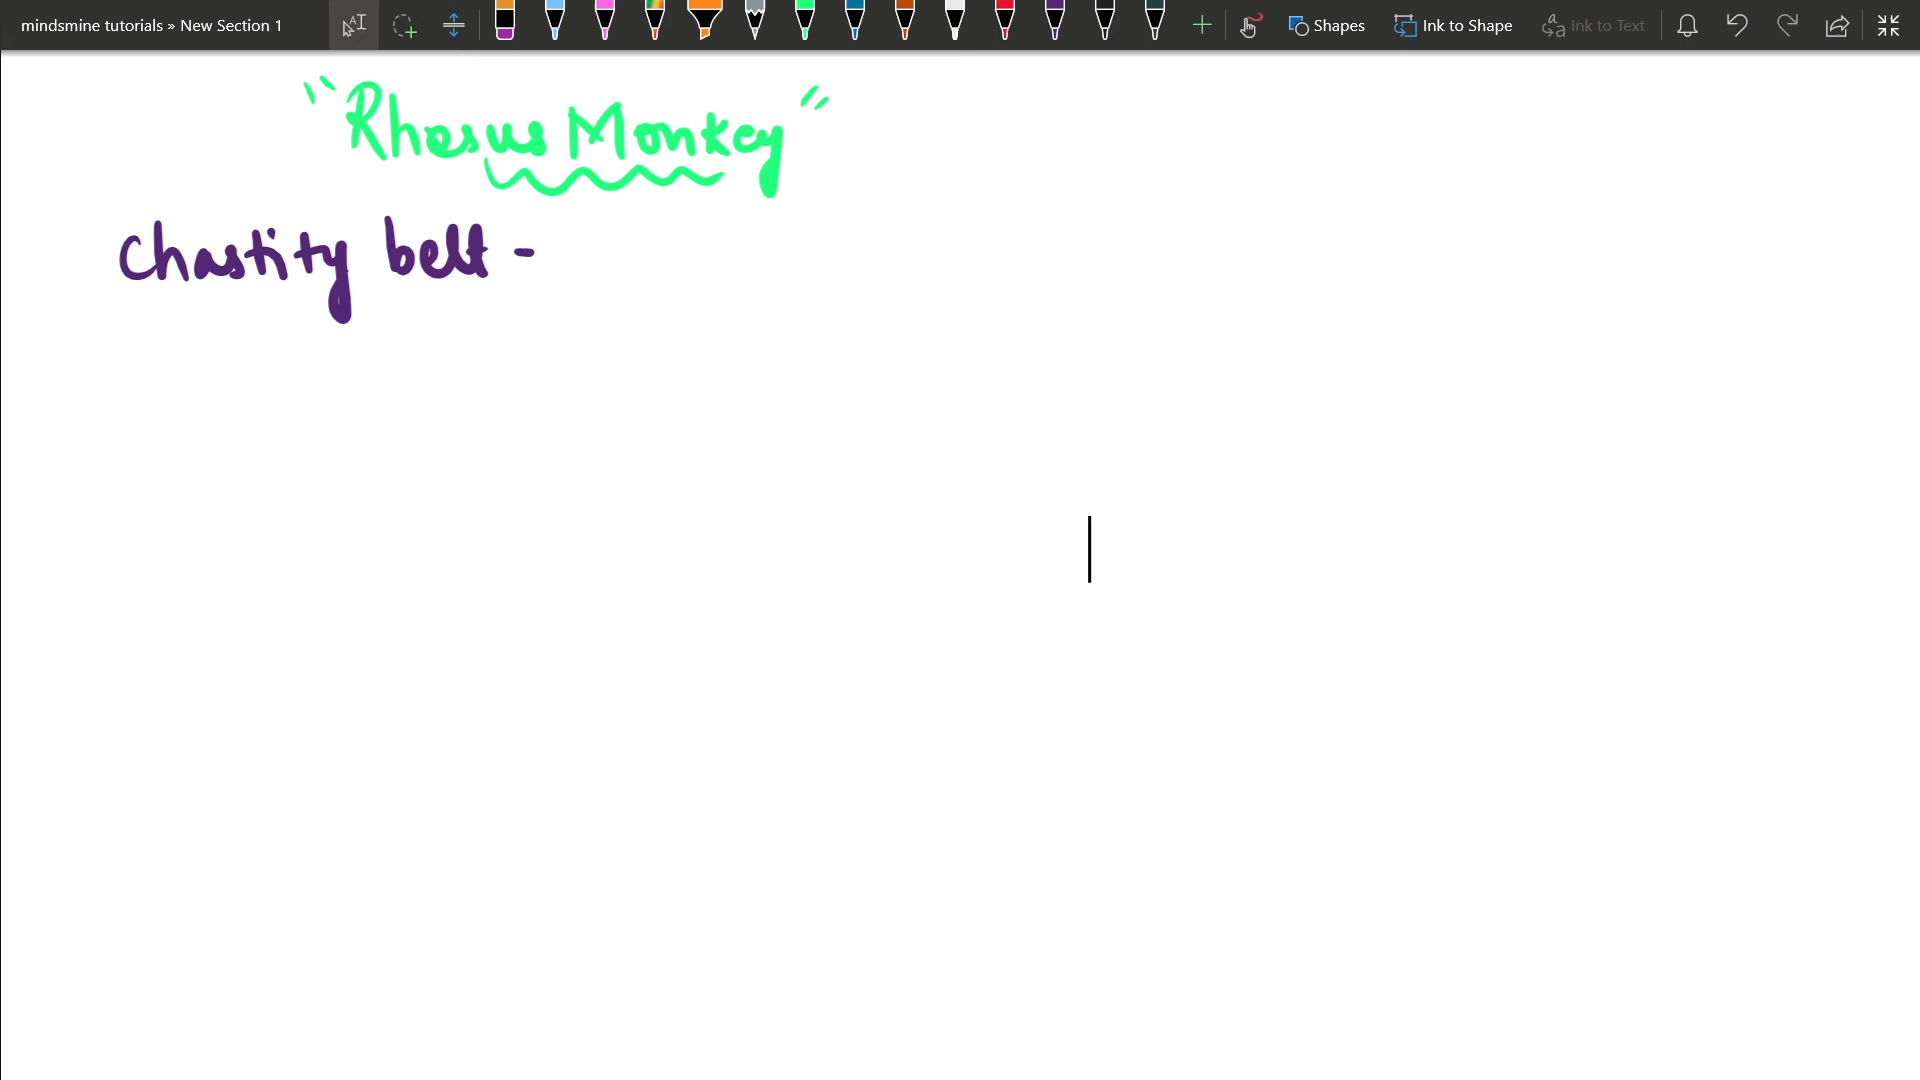 mindsmine tutorials » New Section 1 Shapes Ink to Shape Ink to Text
"Rhesus Monkey"
Chastity belt -